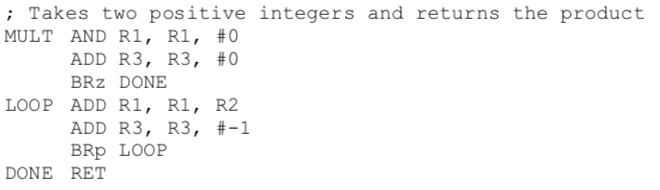 ; Takes two positive integers and returns the product
MULT AND R1, R1, #0
     ADD R3, R3, #0
     BRz DONE
LOOP ADD R1, R1, R2
     ADD R3, R3, #-1
     BRp LOOP
DONE RET